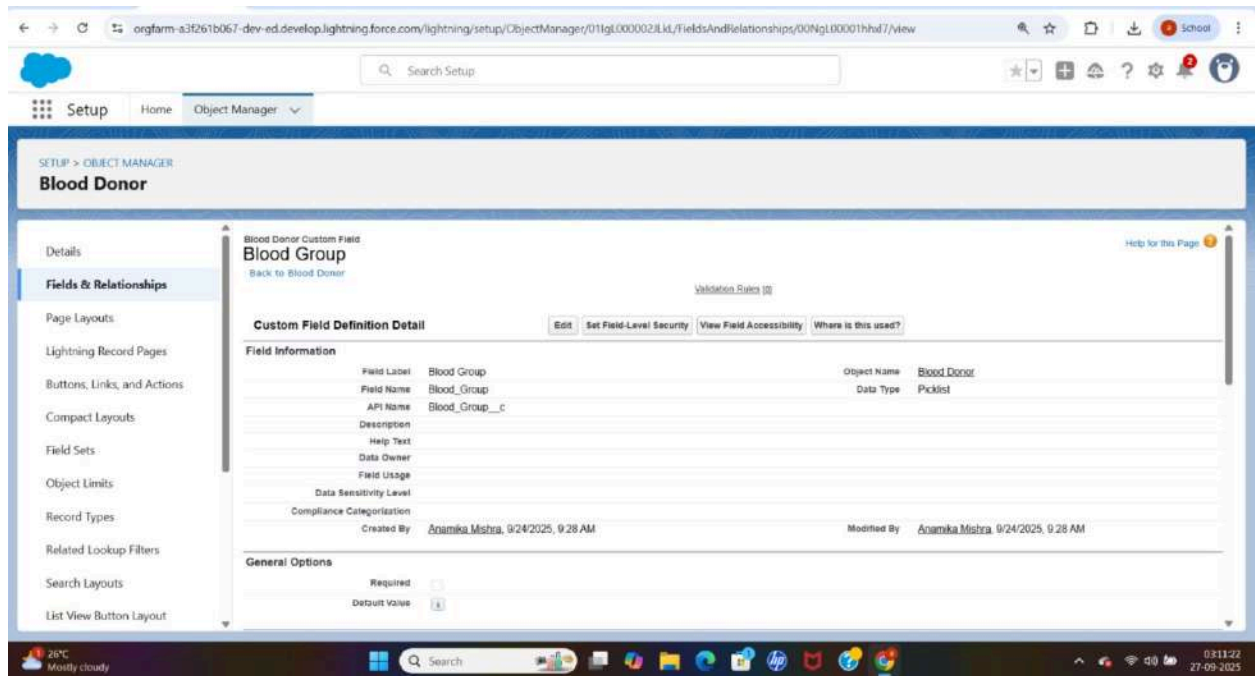 orgfarm-a3f261b067-dev-ed.develop.lightning.force.com/lightning/setup/ObjectManager/01IgL000002JLkL/FieldsAndRelationships/00NgL00001hhxl7/view
School
Search Setup
2
Setup
Home
Object Manager
SETUP > OBJECT MANAGER
Blood Donor
Details
Fields & Relationships
Page Layouts
Lightning Record Pages
Buttons, Links, and Actions
Compact Layouts
Field Sets
Object Limits
Record Types
Related Lookup Filters
Search Layouts
List View Button Layout
Blood Donor Custom Field
Blood Group
Back to Blood Donor
Help for this Page
Validation Rules [0]
Custom Field Definition Detail
Edit Set Field-Level Security View Field Accessibility Where is this used?
Field Information
Field Label Blood Group Object Name Blood Donor
Field Name Blood_Group Data Type Picklist
API Name Blood_Group__c
Description
Help Text
Data Owner
Field Usage
Data Sensitivity Level
Compliance Categorization
Created By Anamika Mishra, 9/24/2025, 9:28 AM Modified By Anamika Mishra, 9/24/2025, 9:28 AM
General Options
Required
Default Value
26°C
Mostly cloudy
Search
03:11:22
27-09-2025